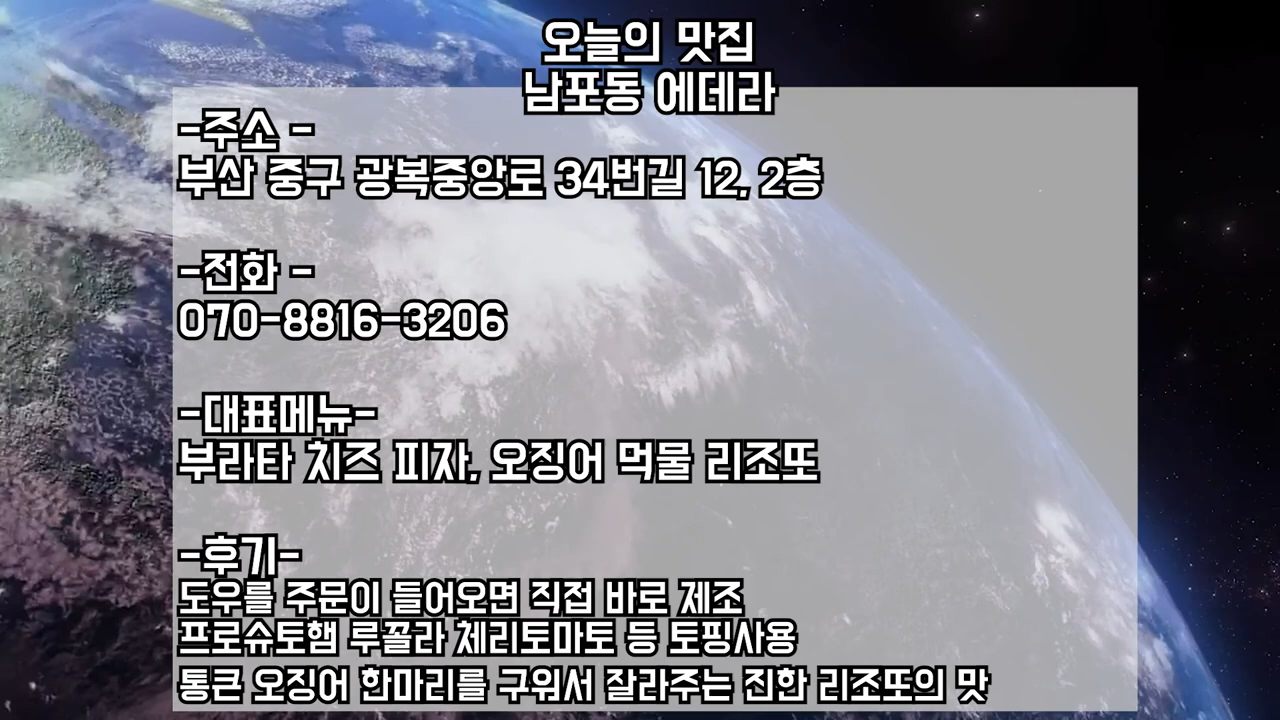 오늘의 맛집
남포동 에데라
-주소 -
부산 중구 광복중앙로 34번길 12, 2층
-전화 -
070-8816-3206
-대표메뉴-
부라타 치즈 피자, 오징어 먹물 리조또
-후기-
도우를 주문이 들어오면 직접 바로 제조
프로슈토햄 루꼴라 체리토마토 등 토핑사용
통큰 오징어 한마리를 구워서 잘라주는 진한 리조또의 맛